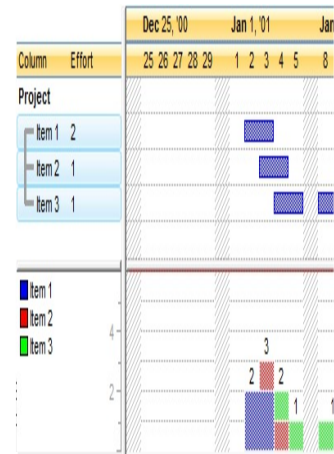 Dec 25, '00 Jan 1, '01 Jan
Column Effort 25 26 27 28 29 1 2 3 4 5 8
Project
Item 1 2
Item 2 1
Item 3 1
Item 1
Item 2
Item 3
4
3
2 2
2
1 1